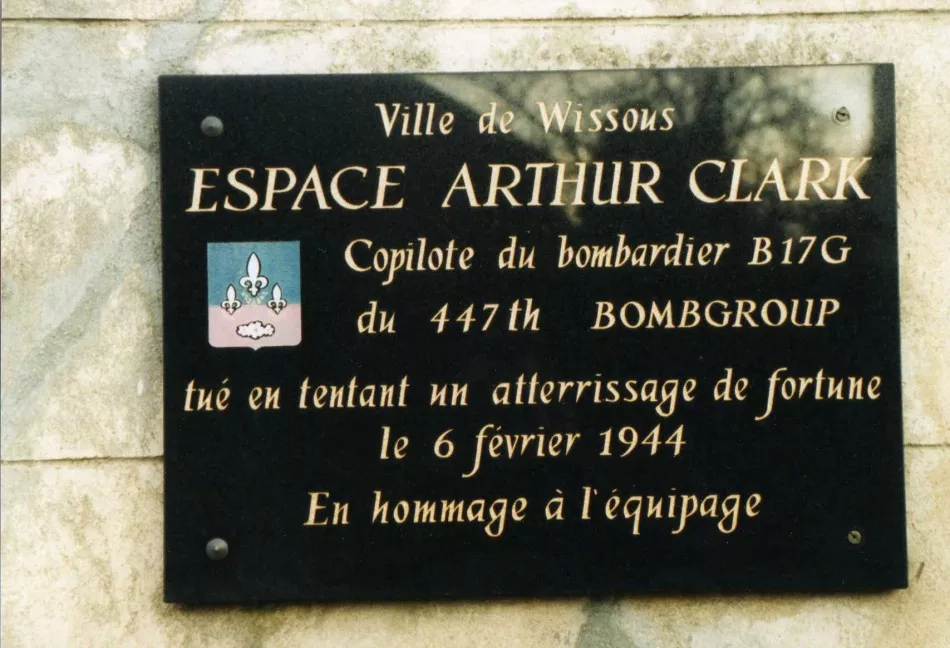 Ville de Wissous
ESPACE ARTHUR CLARK
Copilote du bombardier B17G
du 447th BOMBGROUP
tué en tentant un atterrissage de fortune
le 6 février 1944
En hommage à l'équipage